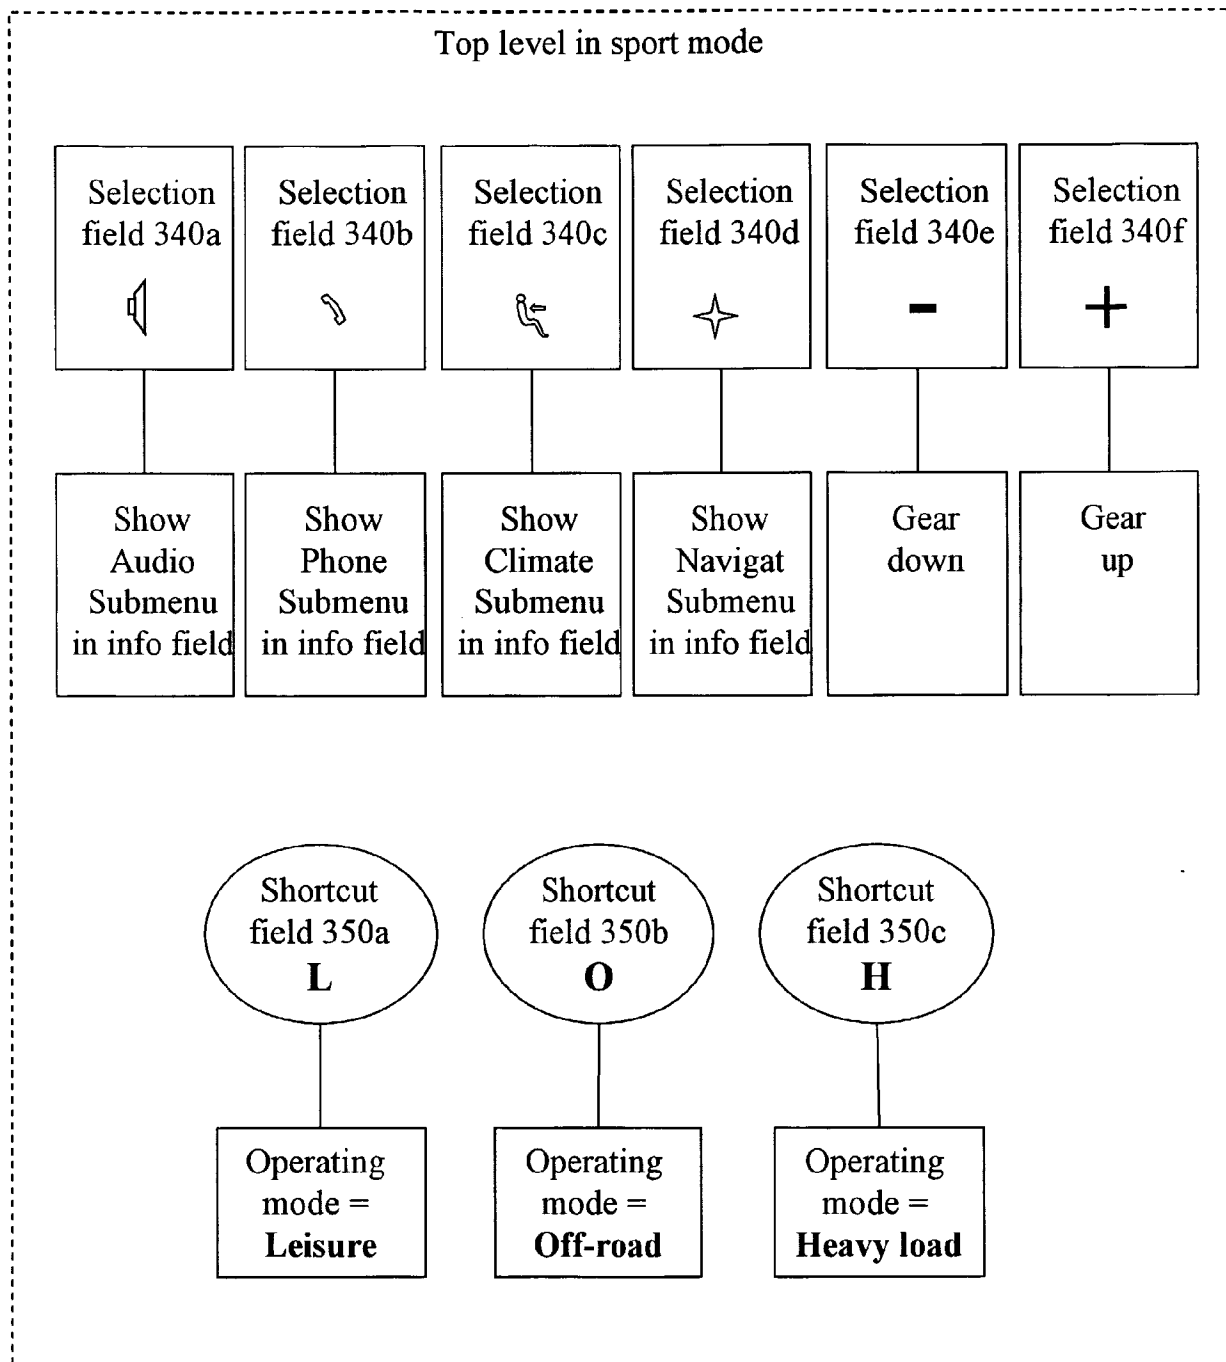 Top level in sport mode
Selection
field 340a
Selection
field 340b
Selection
field 340c
Selection
field 340d
Selection
field 340e
-
Selection
field 340f
+
Show
Audio
Submenu
in info field
Show
Phone
Submenu
in info field
Show
Climate
Submenu
in info field
Show
Navigat
Submenu
in info field
Gear
down
Gear
up
Shortcut
field 350a
L
Shortcut
field 350b
O
Shortcut
field 350c
H
Operating
mode =
Leisure
Operating
mode =
Off-road
Operating
mode =
Heavy load